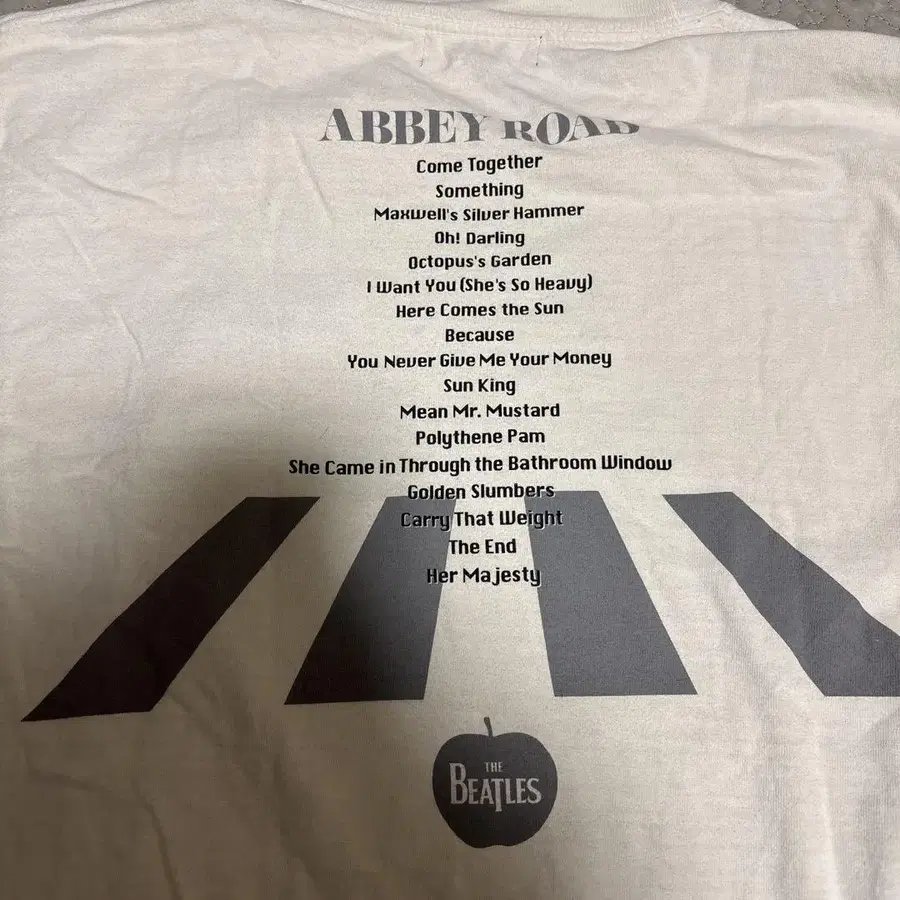 ABBEY ROAD
Come Together
Something
Maxwell's Silver Hammer
Oh! Darling
Octopus's Garden
I Want You (She's So Heavy)
Here Comes the Sun
Because
You Never Give Me Your Money
Sun King
Mean Mr. Mustard
Polythene Pam
She Came in Through the Bathroom Window
Golden Slumbers
Carry That Weight
The End
Her Majesty
THE
BEATLES